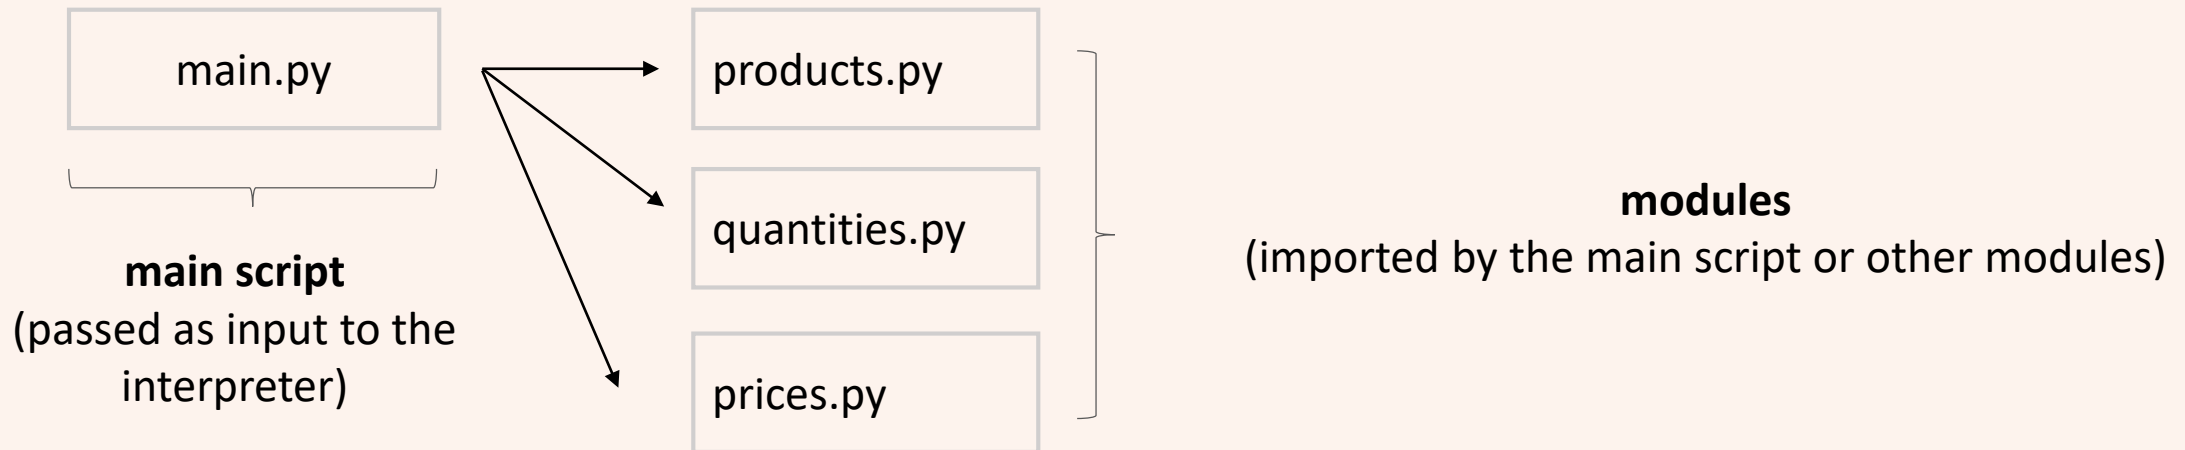 main.py
products.py
quantities.py
prices.py
main script
(passed as input to the
interpreter)
modules
(imported by the main script or other modules)